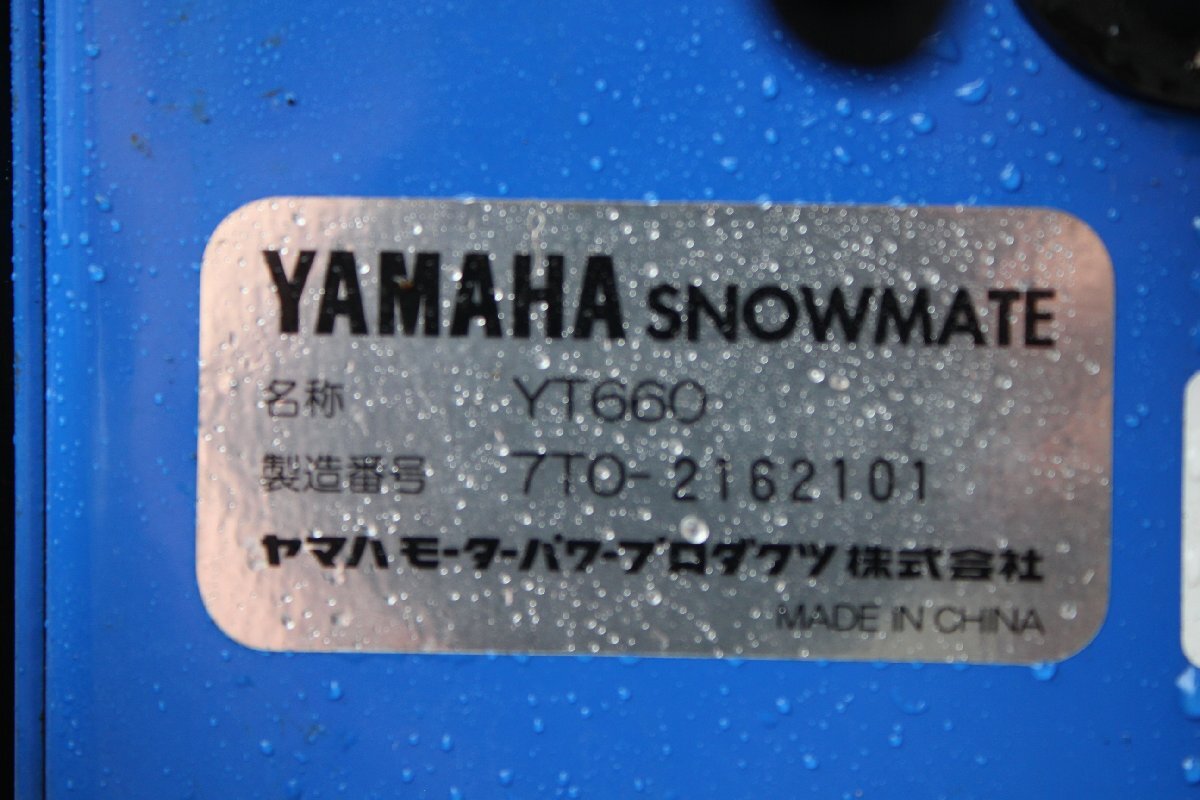 YAMAHA SNOWMATE
名称 YT660
製造番号 7T0-2162101
ヤマハモーターパワープロダクツ株式会社
MADE IN CHINA